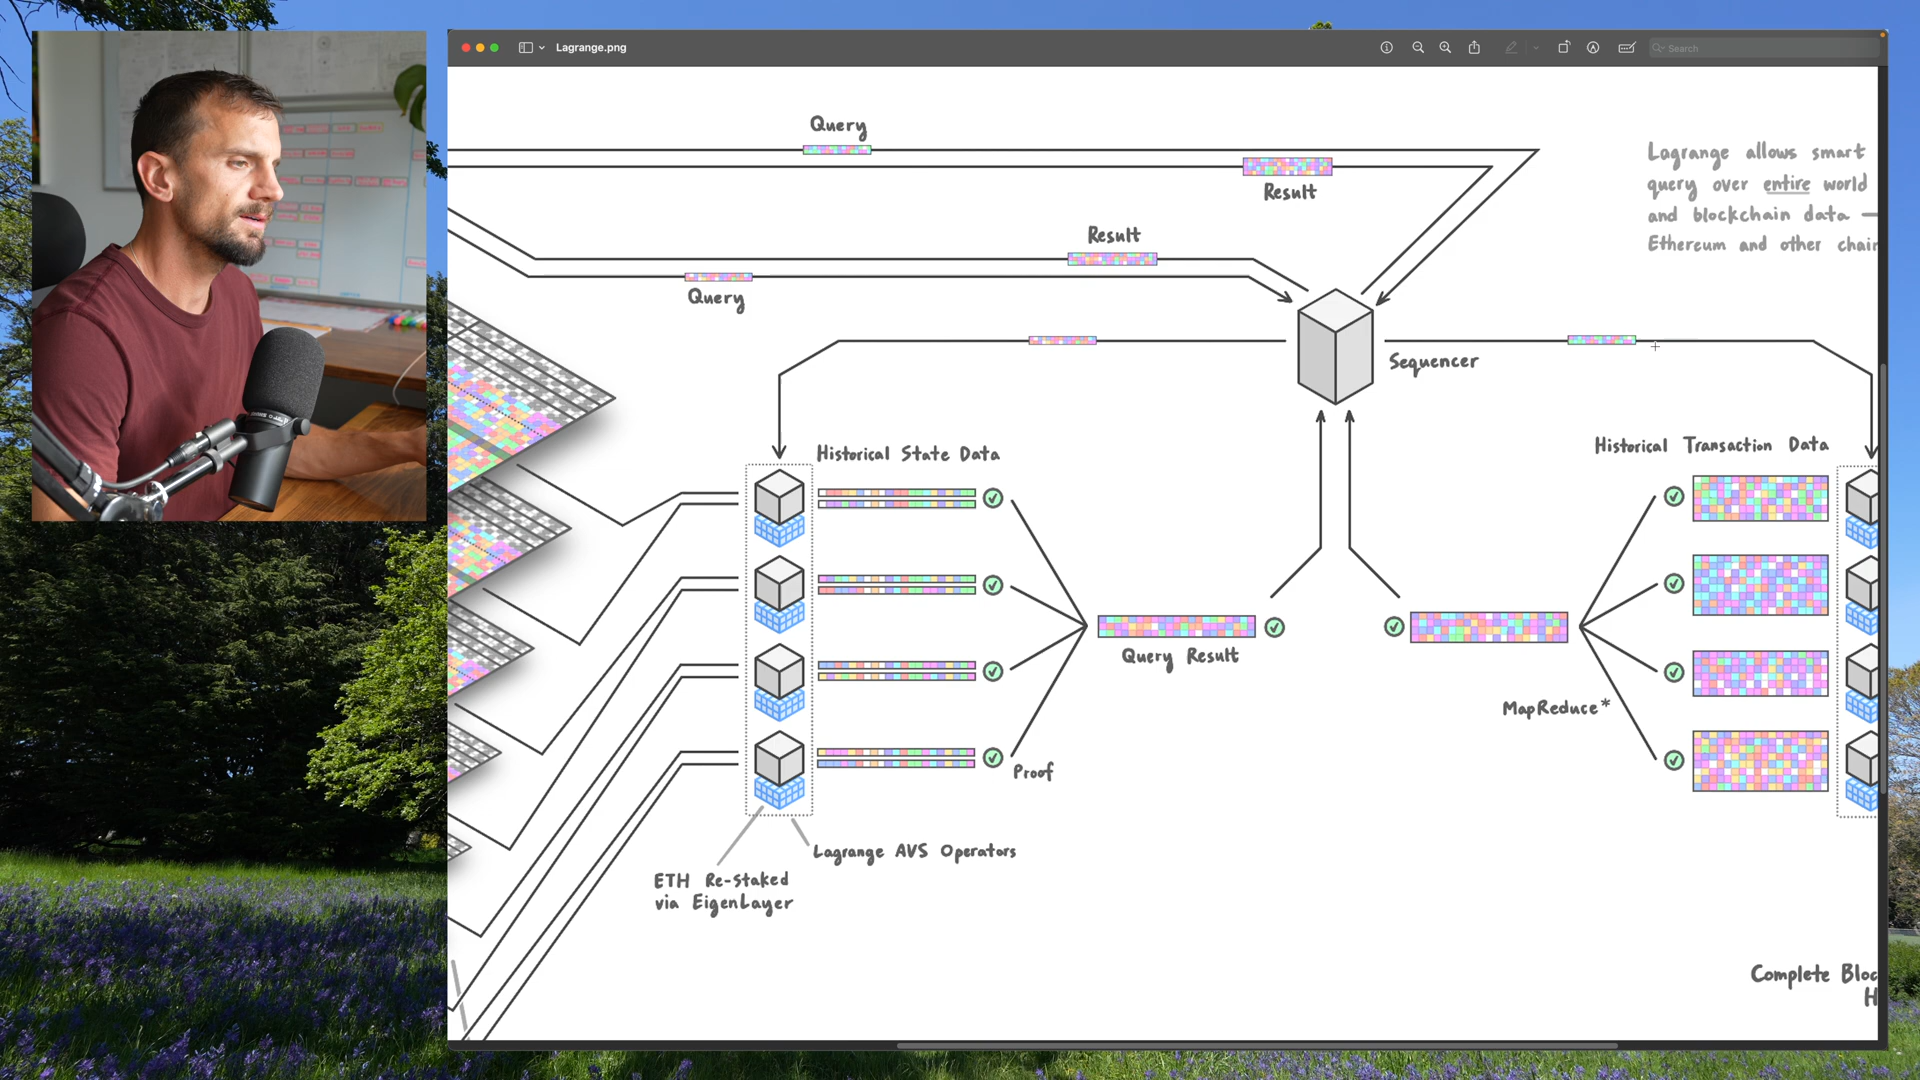 Lagrange.png
Search
Query
Result
Lagrange allows smart
query over entire world
and blockchain data —
Ethereum and other chai
Result
Query
Sequencer
Historical State Data
Historical Transaction Data
Query Result
MapReduce*
Proof
Lagrange AVS Operators
ETH Re-staked
via EigenLayer
Complete Bloc
H